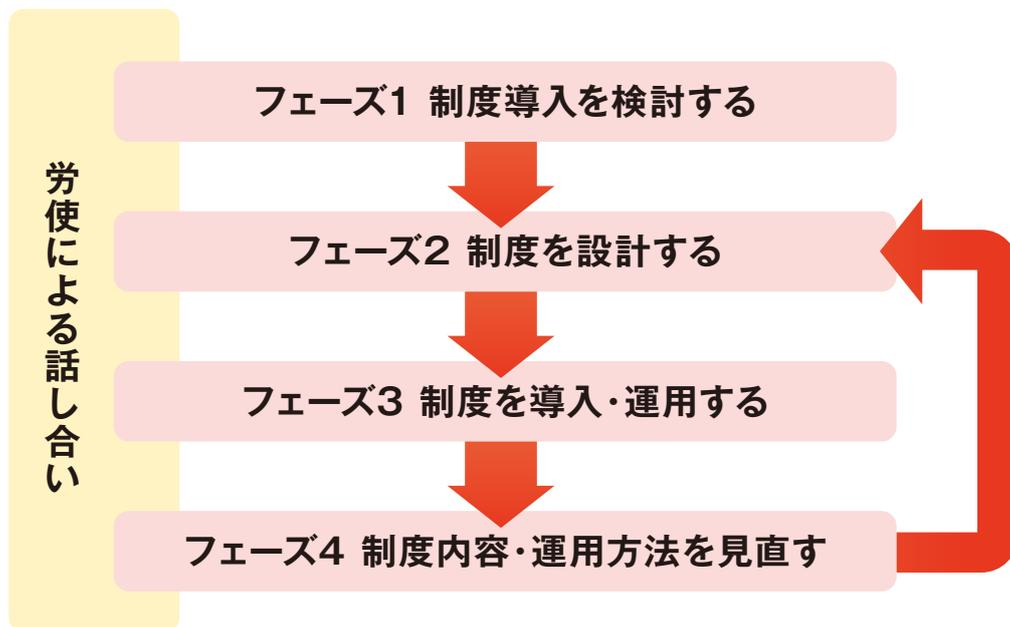 労使による話し合い
フェーズ1 制度導入を検討する
フェーズ2 制度を設計する
フェーズ3 制度を導入・運用する
フェーズ4 制度内容・運用方法を見直す